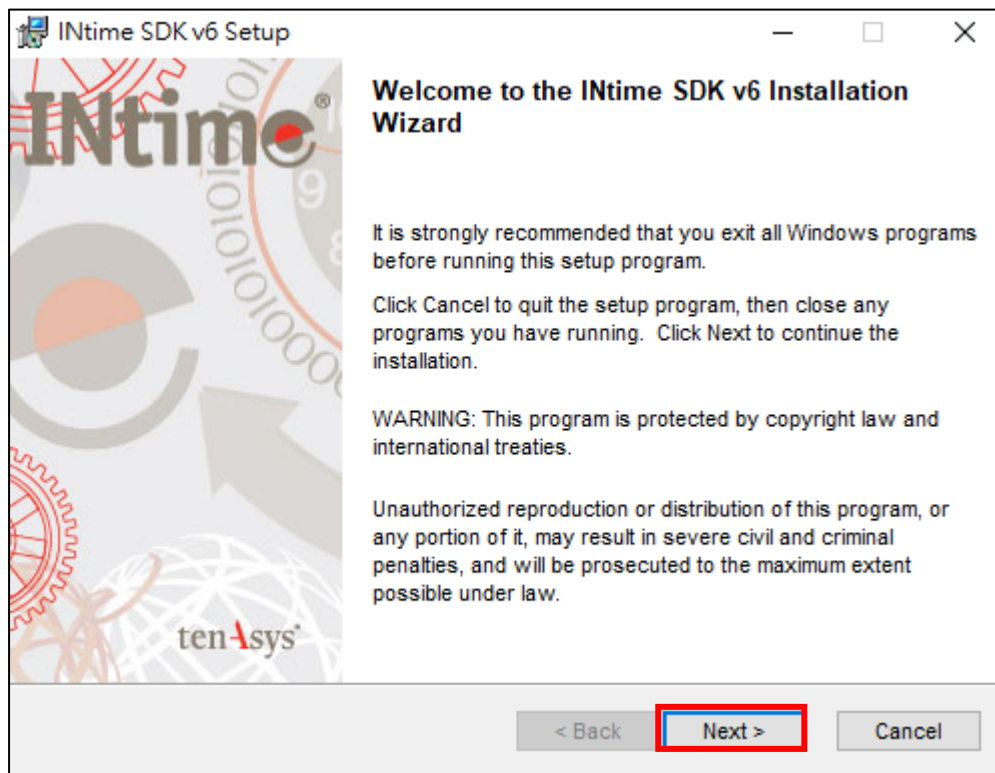 INtime SDK v6 Setup
INtime®
Welcome to the INtime SDK v6 Installation
Wizard
It is strongly recommended that you exit all Windows programs
before running this setup program.
Click Cancel to quit the setup program, then close any
programs you have running.  Click Next to continue the
installation.
WARNING: This program is protected by copyright law and
international treaties.
Unauthorized reproduction or distribution of this program, or
any portion of it, may result in severe civil and criminal
penalties, and will be prosecuted to the maximum extent
possible under law.
tenAsys
< Back
Next >
Cancel